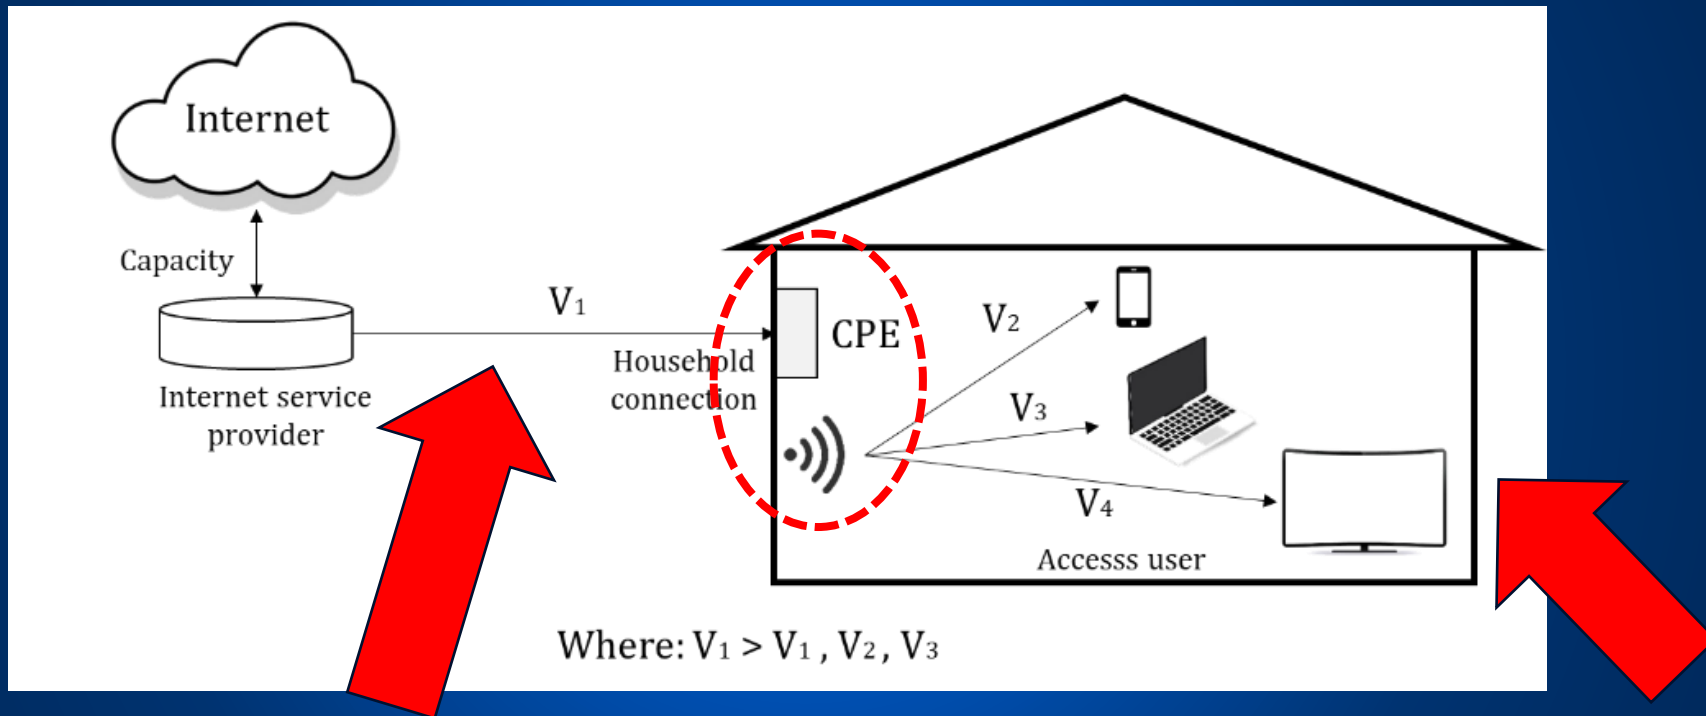 Internet
Capacity
Internet service
provider
V1
Household
connection
CPE
V2
V3
V4
Accesss user
Where: V1 > V1 , V2 , V3